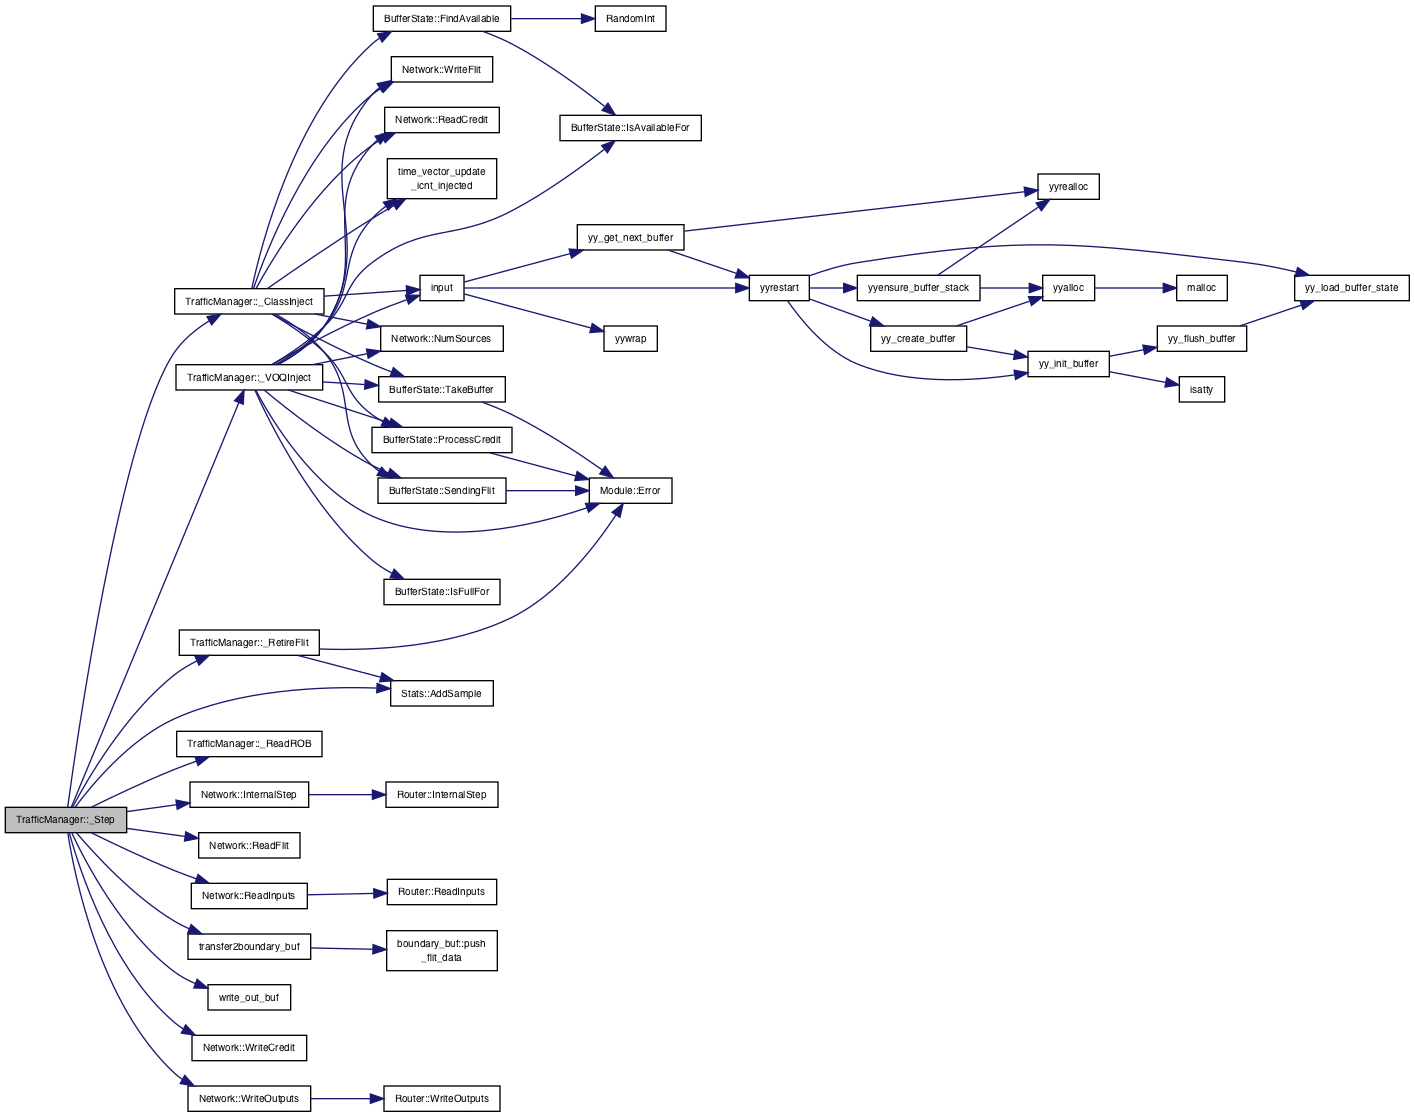 BufferState::FindAvailable
RandomInt
Network::WriteFlit
Network::ReadCredit
BufferState::IsAvailableFor
time_vector_update
_icnt_injected
yyrealloc
yy_get_next_buffer
TrafficManager::_ClassInject
input
yyrestart
yyensure_buffer_stack
yyalloc
malloc
yy_load_buffer_state
Network::NumSources
yywrap
yy_create_buffer
yy_flush_buffer
yy_init_buffer
TrafficManager::_VOQInject
BufferState::TakeBuffer
isatty
BufferState::ProcessCredit
BufferState::SendingFlit
Module::Error
BufferState::IsFullFor
TrafficManager::_RetireFlit
Stats::AddSample
TrafficManager::_ReadROB
Network::InternalStep
Router::InternalStep
TrafficManager::_Step
Network::ReadFlit
Network::ReadInputs
Router::ReadInputs
transfer2boundary_buf
boundary_buf::push
_flit_data
write_out_buf
Network::WriteCredit
Network::WriteOutputs
Router::WriteOutputs